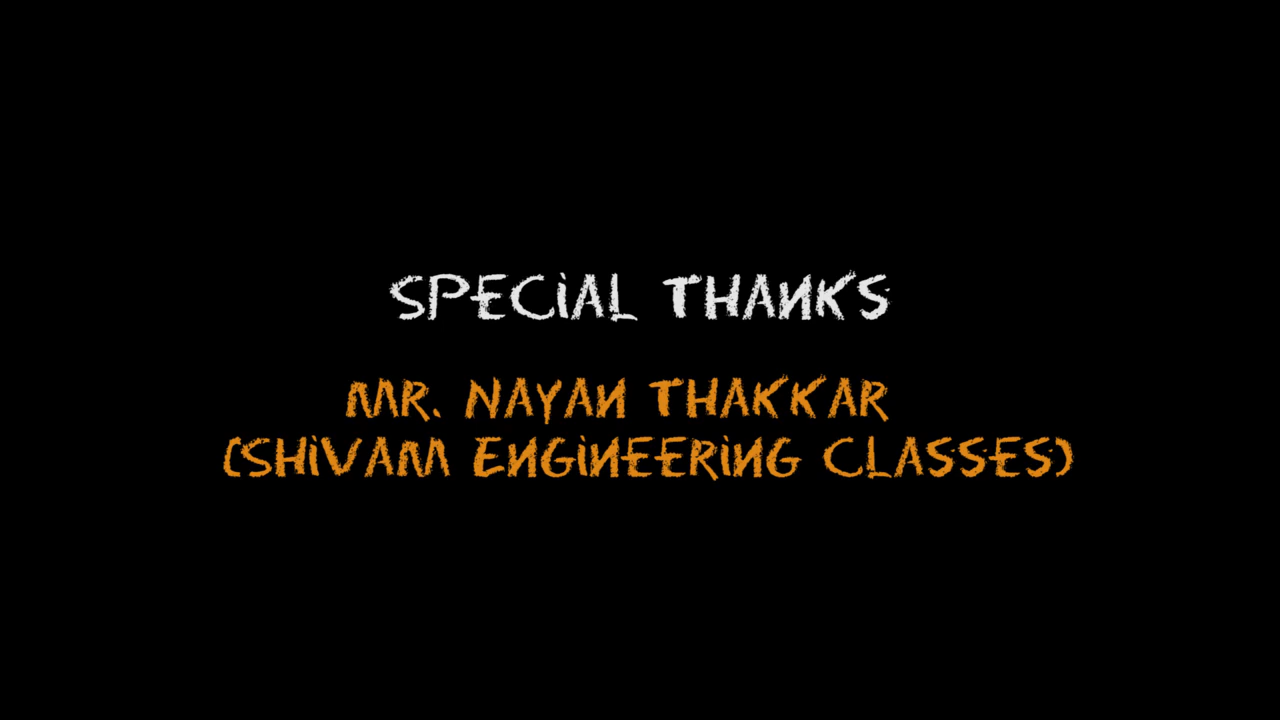 SPECiAL THANKS
MR. NAYAN THAKKAR
(SHiVAM ENGiNEERiNG CLASSES)